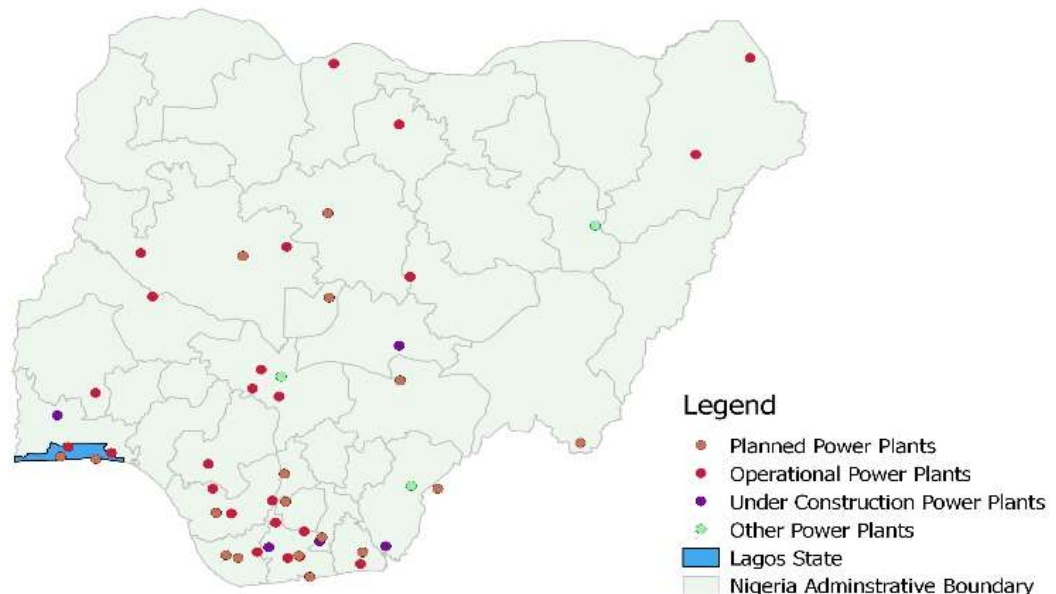 Legend
Planned Power Plants
Operational Power Plants
Under Construction Power Plants
Other Power Plants
Lagos State
Nigeria Adminstrative Boundary